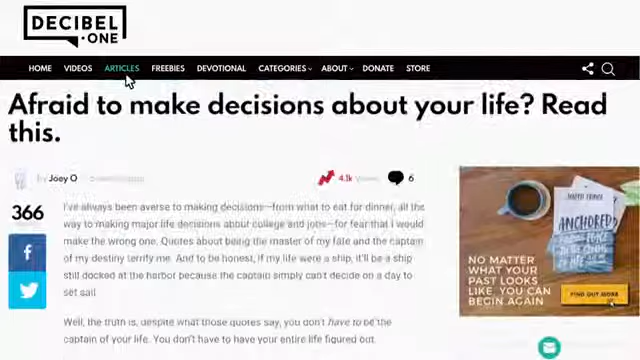 DECIBEL
·ONE
HOME VIDEOS ARTICLES FREEBIES DEVOTIONAL CATEGORIES ABOUT DONATE STORE
Afraid to make decisions about your life? Read
this.
by Joey O
4.1k Views 6
366
I've always been averse to making decisions—from what to eat for dinner, all the
way to making major life decisions about college and jobs—for fear that I would
make the wrong one. Quotes about being the master of my fate and the captain
of my destiny terrify me. And to be honest, if my life were a ship, it'll be a ship
still docked at the harbor because the captain simply can't decide on a day to
set sail.
Well, the truth is, despite what those quotes say, you don't have to be the
captain of your life. You don't have to have your entire life figured out.
ANCHORED
NO MATTER
WHAT YOUR
PAST LOOKS
LIKE, YOU CAN
BEGIN AGAIN
FIND OUT MORE